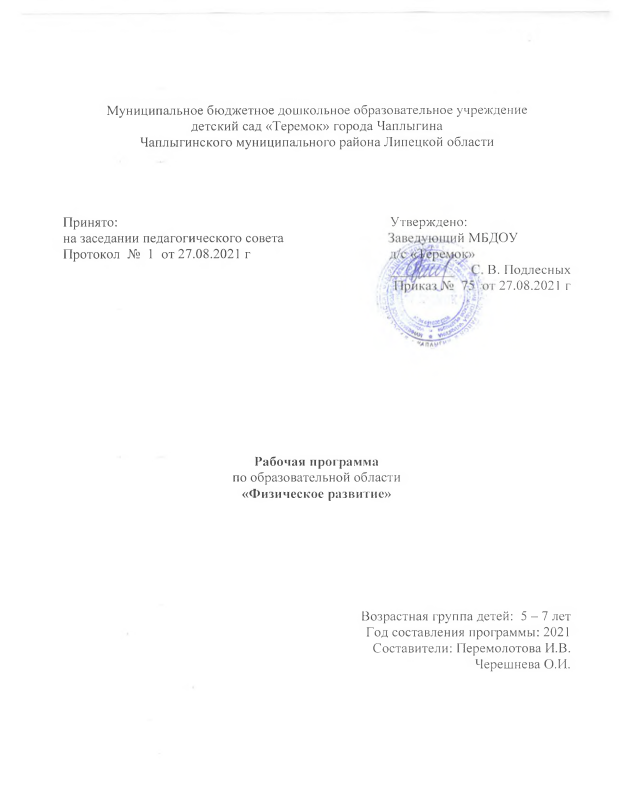 Муниципальное бюджетное дошкольное образовательное учреждение
детский сад «Теремок» города Чаплыгина
Чаплыгинского муниципального района Липецкой области
Принято:
на заседании педагогического совета
Протокол № 1 от 27.08.2021 г
Утверждено:
Заведующий МБДОУ
д/с «Теремок»
С. В. Подлесных
Приказ № 75 от 27.08.2021 г
Рабочая программа
по образовательной области
«Физическое развитие»
Возрастная группа детей: 5 – 7 лет
Год составления программы: 2021
Составители: Перемолотова И.В.
Черешнева О.И.